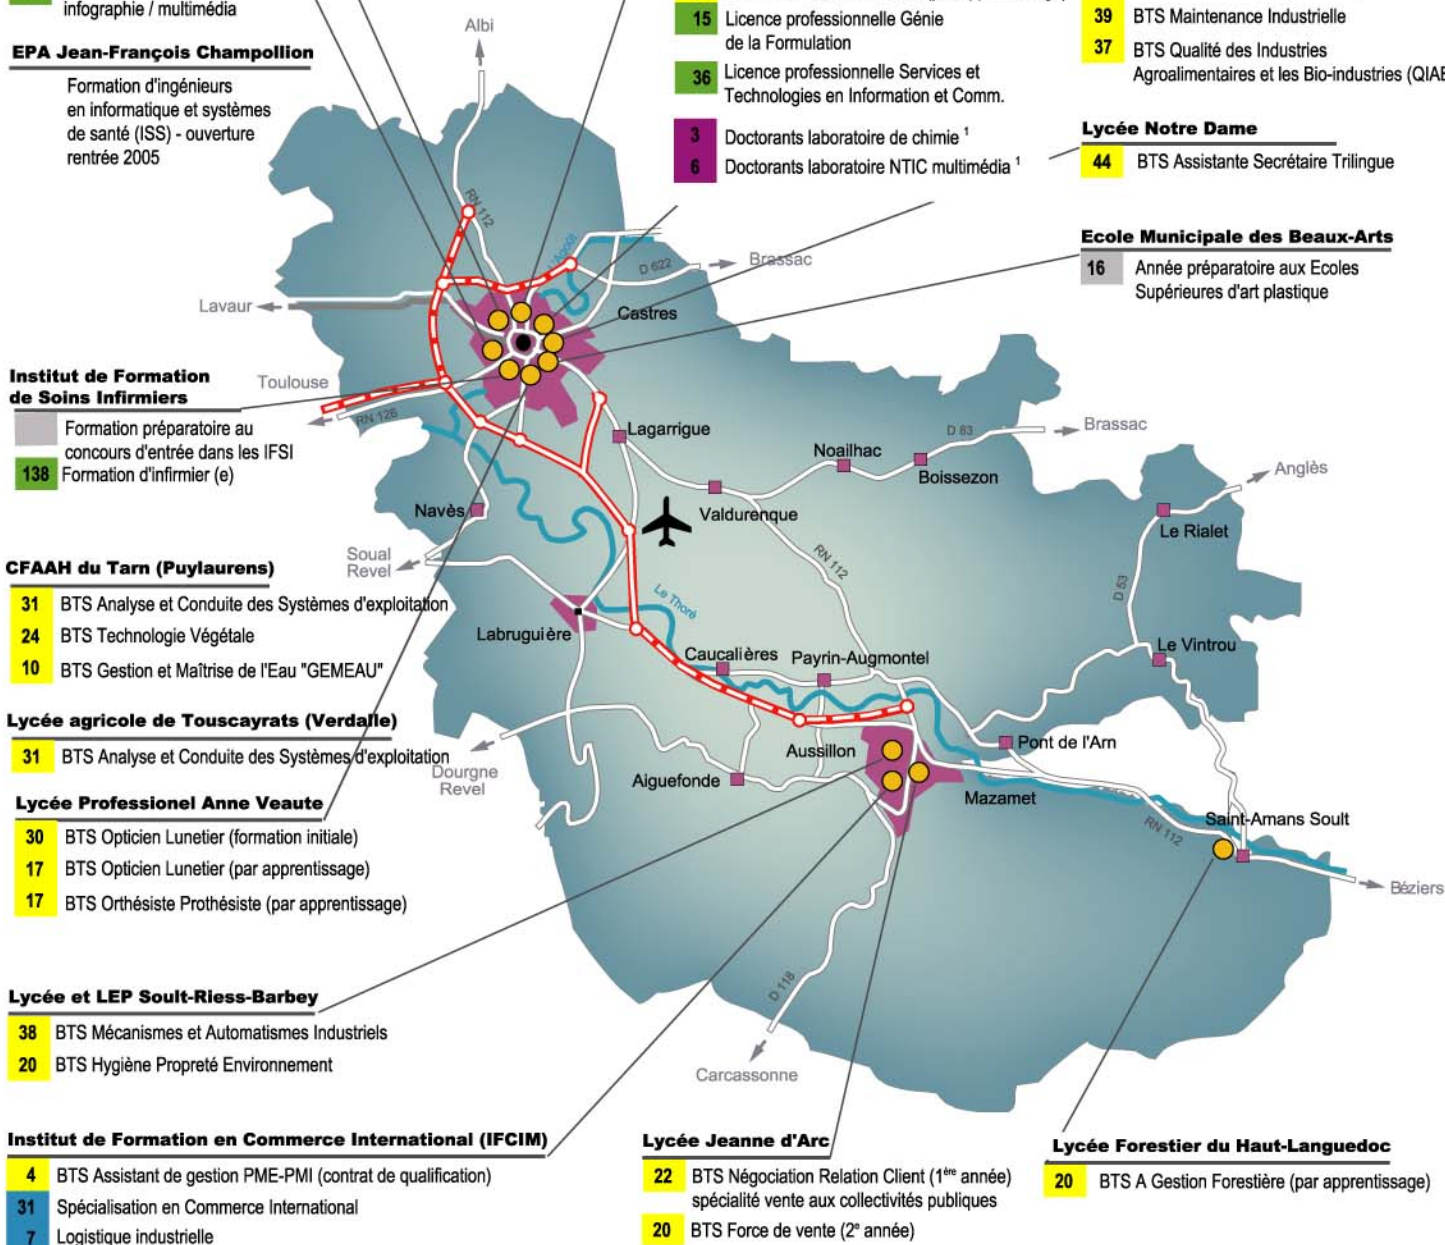 infographie / multimédia
EPA Jean-François Champollion
Formation d'ingénieurs
en informatique et systèmes
de santé (ISS) - ouverture
rentrée 2005
15 Licence professionnelle Génie
de la Formulation
36 Licence professionnelle Services et
Technologies en Information et Comm.
3 Doctorants laboratoire de chimie ¹
6 Doctorants laboratoire NTIC multimédia ¹
39 BTS Maintenance Industrielle
37 BTS Qualité des Industries
Agroalimentaires et les Bio-industries
Lycée Notre Dame
44 BTS Assistante Secrétaire Trilingue
Ecole Municipale des Beaux-Arts
16 Année préparatoire aux Ecoles
Supérieures d'art plastique
Albi
RN 112
L'Agoût
D 622
Brassac
Lavaur
Castres
Toulouse
RN 126
Institut de Formation
de Soins Infirmiers
Formation préparatoire au
concours d'entrée dans les IFSI
138 Formation d'infirmier (e)
Lagarrigue
Noailhac
D 83
Brassac
Boissezon
Anglès
Navès
Valdurenque
Le Rialet
Soual
Revel
RN 112
D 53
Le Thoré
Labruguière
Caucalières
Payrin-Augmontel
Le Vintrou
CFAAH du Tarn (Puylaurens)
31 BTS Analyse et Conduite des Systèmes d'exploitation
24 BTS Technologie Végétale
10 BTS Gestion et Maîtrise de l'Eau "GEMEAU"
Lycée agricole de Touscayrats (Verdalle)
31 BTS Analyse et Conduite des Systèmes d'exploitation
Dourgne
Revel
Aiguefonde
Aussillon
Pont de l'Arn
Mazamet
RN 112
Saint-Amans Soult
Béziers
D 118
Carcassonne
Lycée Professionel Anne Veaute
30 BTS Opticien Lunetier (formation initiale)
17 BTS Opticien Lunetier (par apprentissage)
17 BTS Orthésiste Prothésiste (par apprentissage)
Lycée et LEP Soult-Riess-Barbey
38 BTS Mécanismes et Automatismes Industriels
20 BTS Hygiène Propreté Environnement
Institut de Formation en Commerce International (IFCIM)
4 BTS Assistant de gestion PME-PMI (contrat de qualification)
31 Spécialisation en Commerce International
7 Logistique industrielle
Lycée Jeanne d'Arc
22 BTS Négociation Relation Client (1ère année)
spécialité vente aux collectivités publiques
20 BTS Force de vente (2e année)
Lycée Forestier du Haut-Languedoc
20 BTS A Gestion Forestière (par apprentissage)